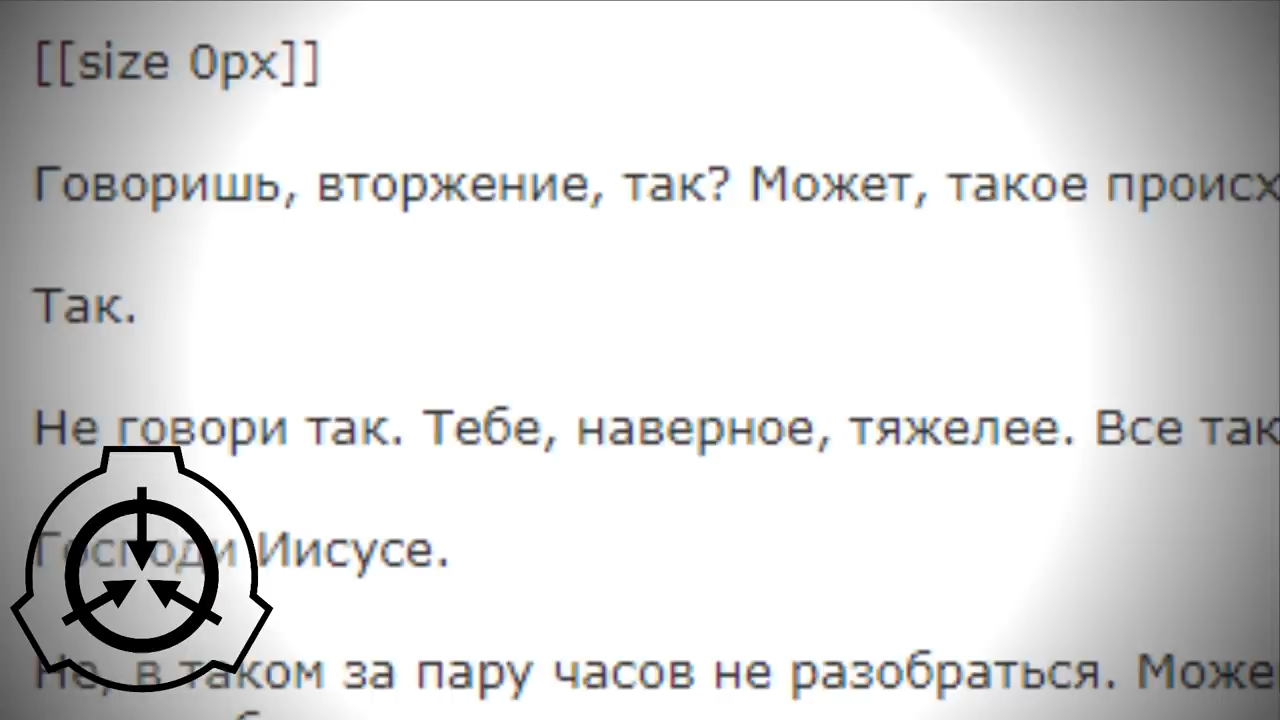 [[size 0px]]
Говоришь, вторжение, так? Может, такое происх
Так.
Не говори так. Тебе, наверное, тяжелее. Все так
Господи Иисусе.
Не, в таком за пару часов не разобраться. Може